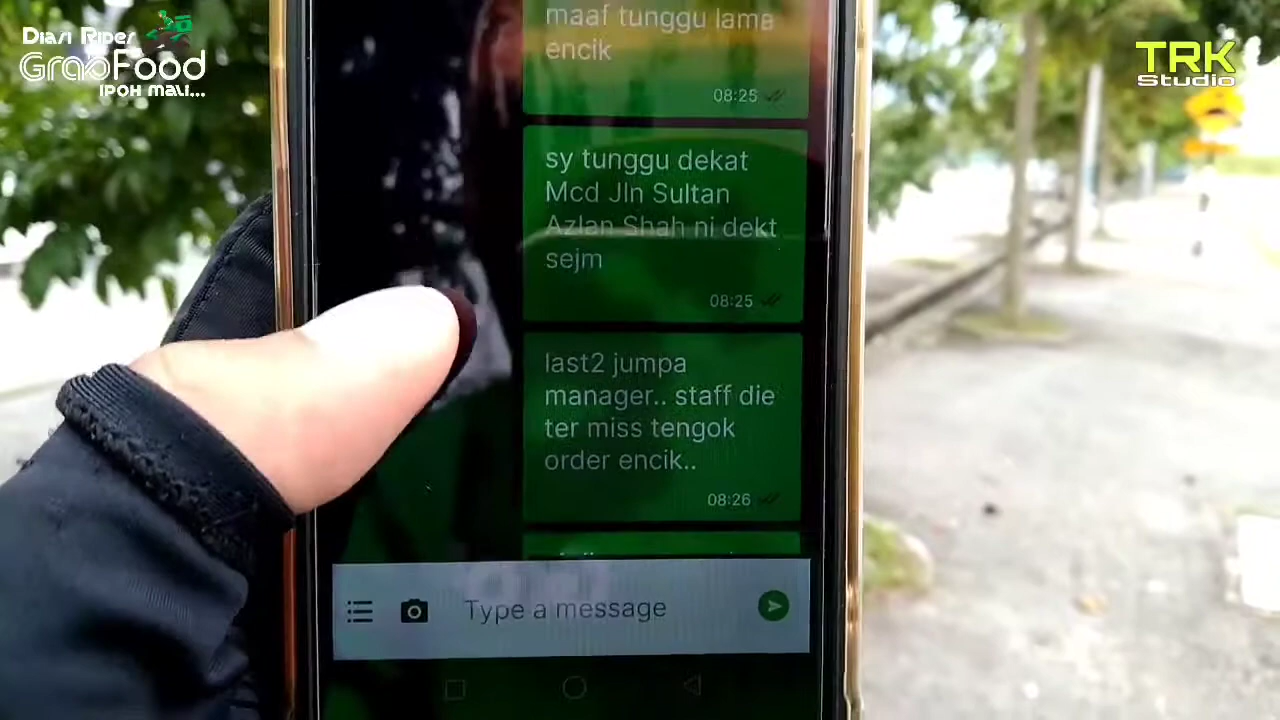 Diari Rider
GrabFood
IPOH MALI...
TRK
Studio
maaf tunggu lama
encik
08:25
sy tunggu dekat
Mcd Jln Sultan
Azlan Shah ni dekt
sejm
08:25
last2 jumpa
manager.. staff die
ter miss tengok
order encik..
08:26
Type a message